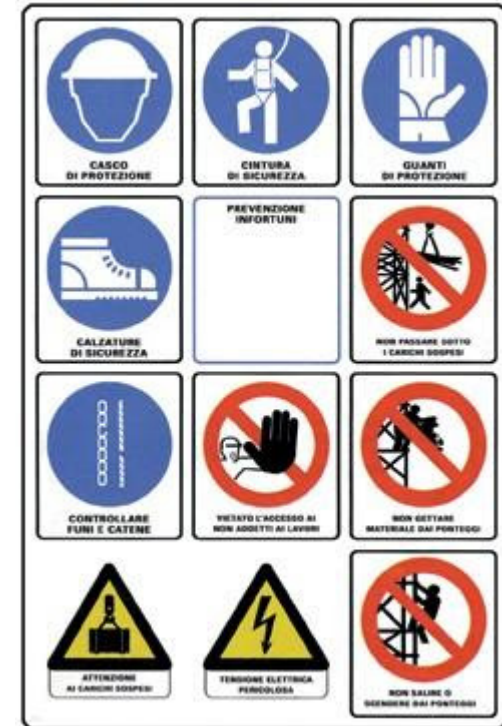 CASCO
DI PROTEZIONE
CINTURA
DI SICUREZZA
GUANTI
DI PROTEZIONE
CALZATURE
DI SICUREZZA
PREVENZIONE
INFORTUNI
NON PASSARE SOTTO
I CARICHI SOSPESI
CONTROLLARE
FUNI E CATENE
VIETATO L'ACCESSO AI
NON ADDETTI AI LAVORI
NON GETTARE
MATERIALE DAI PONTEGGI
ATTENZIONE
AI CARICHI SOSPESI
TENSIONE ELETTRICA
PERICOLOSA
NON SALIRE O
SCENDERE DAI PONTEGGI